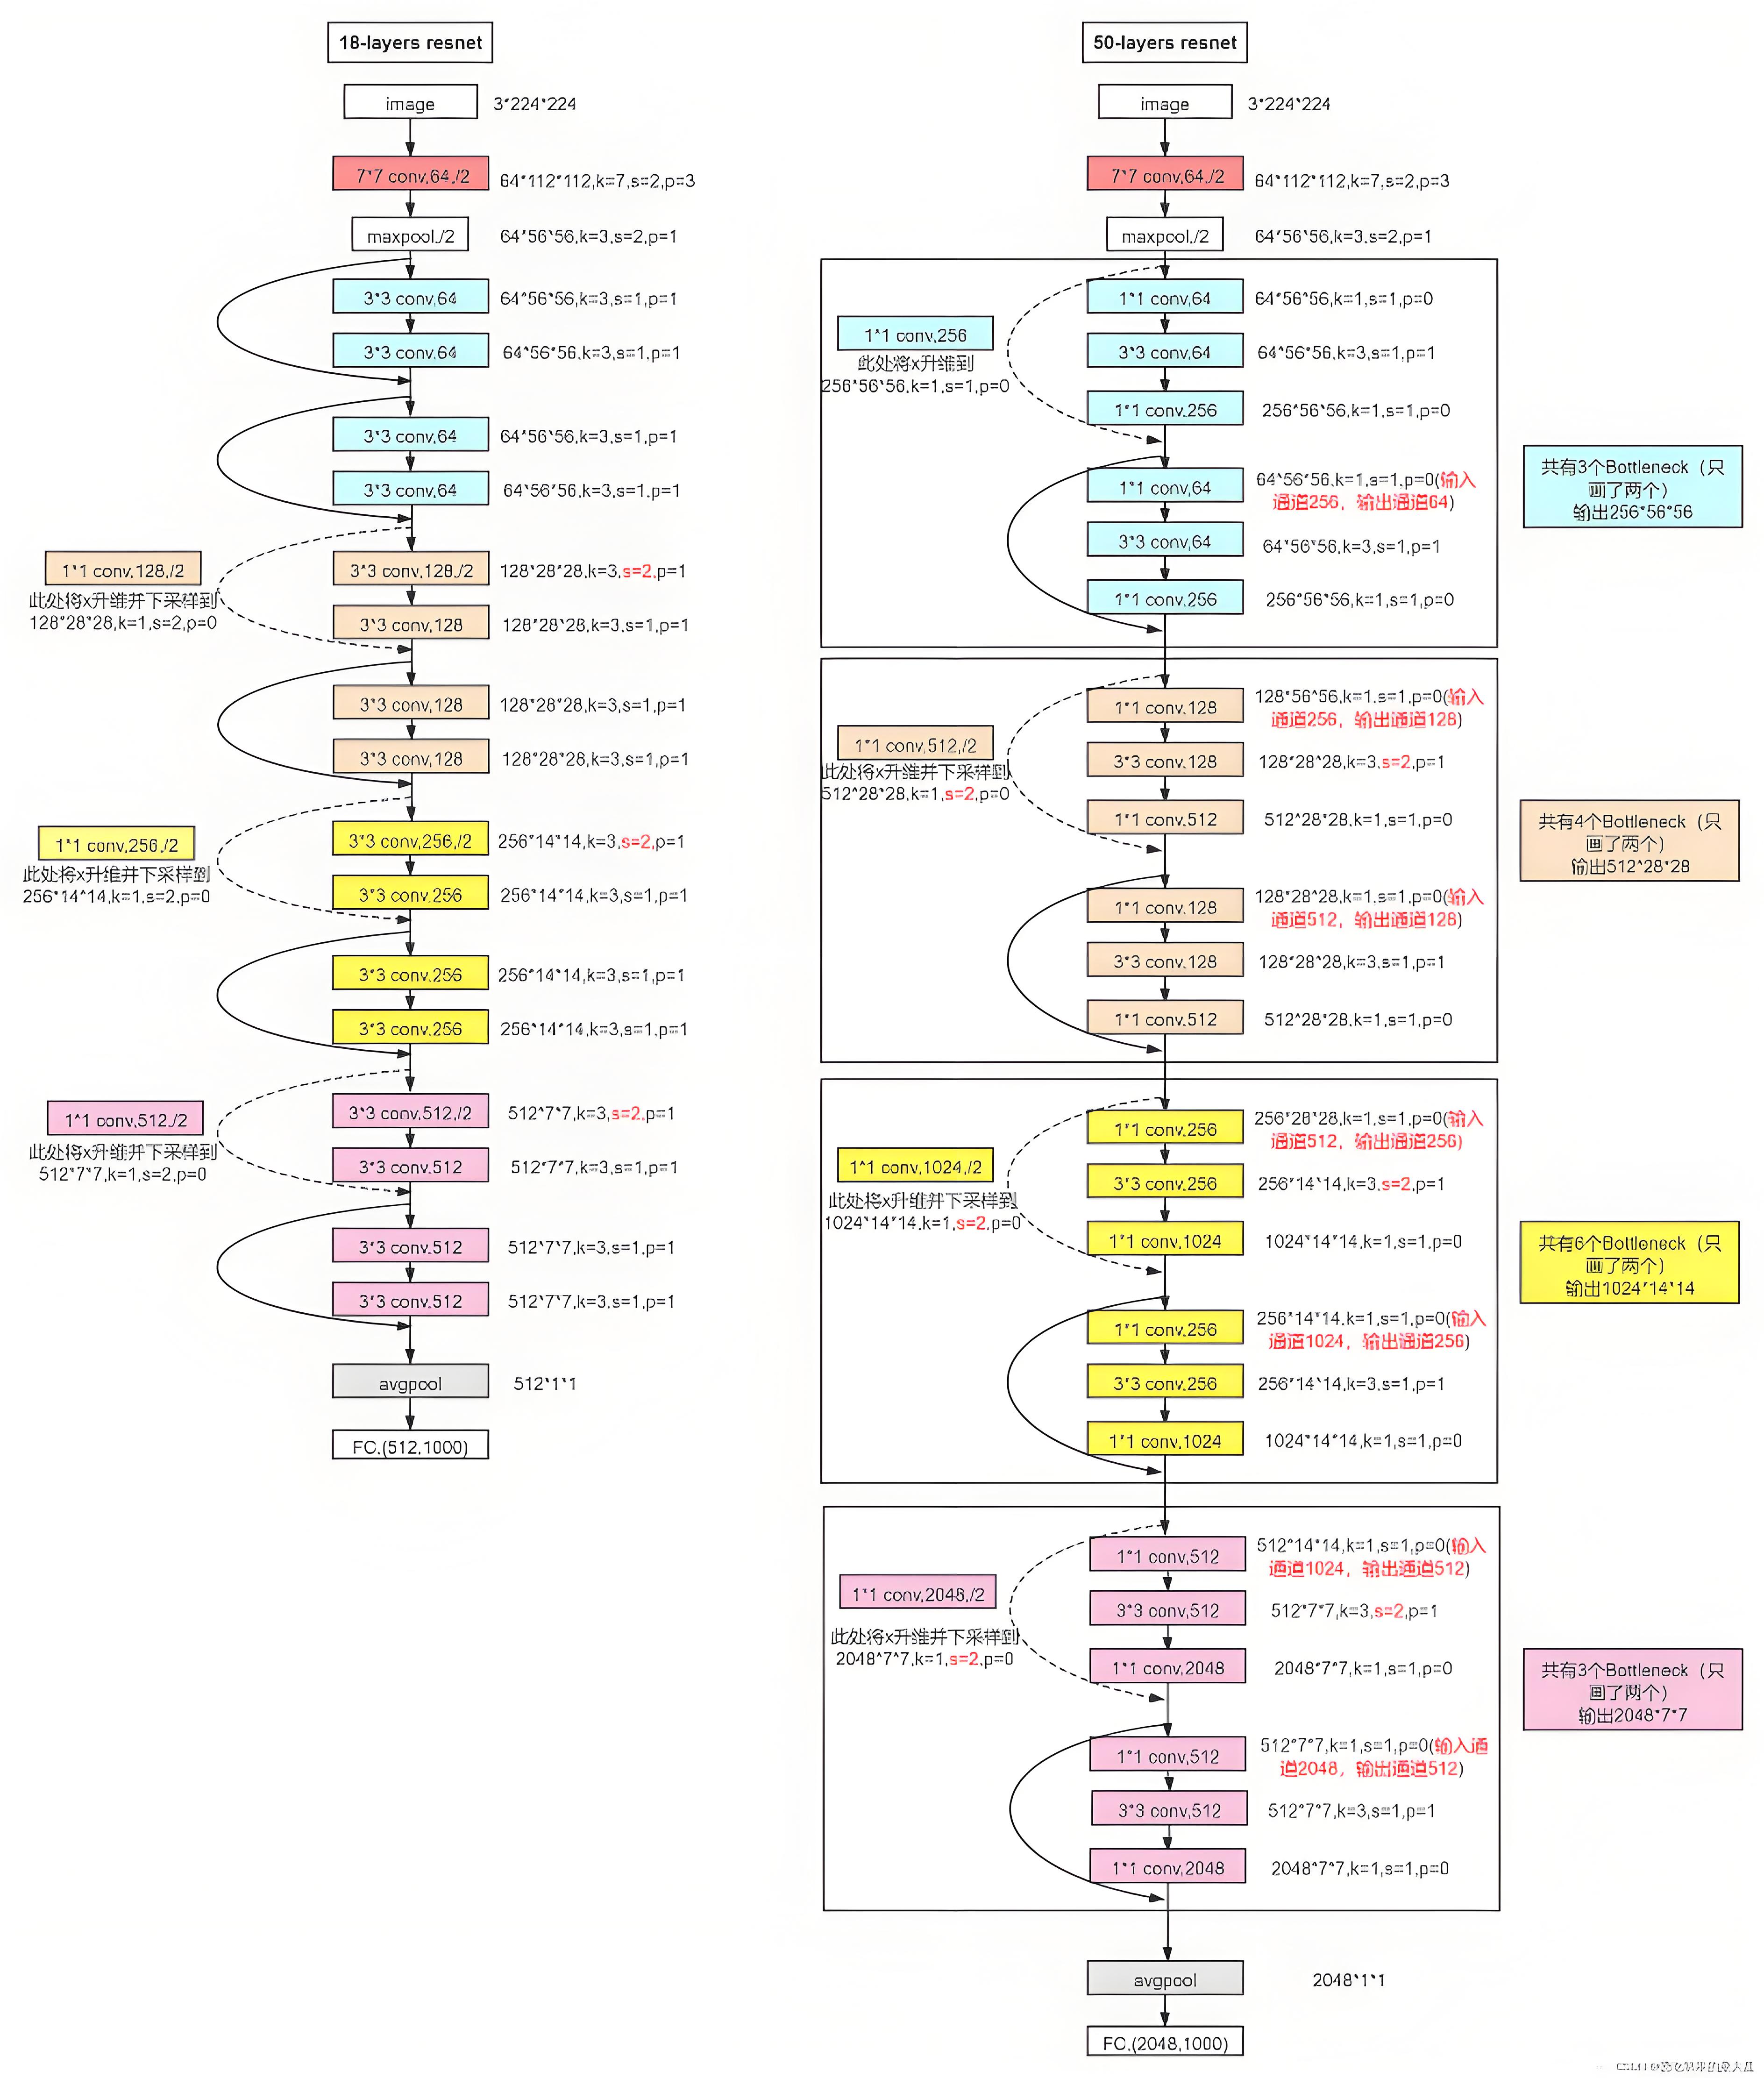 18-layers resnet
image
3*224*224
7*7 conv,64,/2
64*112*112,k=7,s=2,p=3
maxpool,/2
64*56*56,k=3,s=2,p=1
3*3 conv,64
64*56*56,k=3,s=1,p=1
3*3 conv,64
64*56*56,k=3,s=1,p=1
3*3 conv,64
64*56*56,k=3,s=1,p=1
3*3 conv,64
64*56*56,k=3,s=1,p=1
1*1 conv,128,/2
此处将x升维并下采样到
128*28*28,k=1,s=2,p=0
3*3 conv,128,/2
128*28*28,k=3,s=2,p=1
3*3 conv,128
128*28*28,k=3,s=1,p=1
3*3 conv,128
128*28*28,k=3,s=1,p=1
3*3 conv,128
128*28*28,k=3,s=1,p=1
1*1 conv,256,/2
此处将x升维并下采样到
256*14*14,k=1,s=2,p=0
3*3 conv,256,/2
256*14*14,k=3,s=2,p=1
3*3 conv,256
256*14*14,k=3,s=1,p=1
3*3 conv,256
256*14*14,k=3,s=1,p=1
3*3 conv,256
256*14*14,k=3,s=1,p=1
1*1 conv,512,/2
此处将x升维并下采样到
512*7*7,k=1,s=2,p=0
3*3 conv,512,/2
512*7*7,k=3,s=2,p=1
3*3 conv,512
512*7*7,k=3,s=1,p=1
3*3 conv,512
512*7*7,k=3,s=1,p=1
3*3 conv,512
512*7*7,k=3,s=1,p=1
avgpool
512*1*1
FC,(512,1000)
50-layers resnet
image
3*224*224
7*7 conv,64,/2
64*112*112,k=7,s=2,p=3
maxpool,/2
64*56*56,k=3,s=2,p=1
1*1 conv,256
此处将x升维到
256*56*56,k=1,s=1,p=0
1*1 conv,64
64*56*56,k=1,s=1,p=0
3*3 conv,64
64*56*56,k=3,s=1,p=1
1*1 conv,256
256*56*56,k=1,s=1,p=0
1*1 conv,64
64*56*56,k=1,s=1,p=0(输入
通道256，输出通道64)
3*3 conv,64
64*56*56,k=3,s=1,p=1
1*1 conv,256
256*56*56,k=1,s=1,p=0
共有3个Bottleneck（只
画了两个）
输出256*56*56
1*1 conv,512,/2
此处将x升维并下采样到
512*28*28,k=1,s=2,p=0
1*1 conv,128
128*56*56,k=1,s=1,p=0(输入
通道256，输出通道128)
3*3 conv,128
128*28*28,k=3,s=2,p=1
1*1 conv,512
512*28*28,k=1,s=1,p=0
1*1 conv,128
128*28*28,k=1,s=1,p=0(输入
通道512，输出通道128)
3*3 conv,128
128*28*28,k=3,s=1,p=1
1*1 conv,512
512*28*28,k=1,s=1,p=0
共有4个Bottleneck（只
画了两个）
输出512*28*28
1*1 conv,1024,/2
此处将x升维并下采样到
1024*14*14,k=1,s=2,p=0
1*1 conv,256
256*28*28,k=1,s=1,p=0(输入
通道512，输出通道256)
3*3 conv,256
256*14*14,k=3,s=2,p=1
1*1 conv,1024
1024*14*14,k=1,s=1,p=0
1*1 conv,256
256*14*14,k=1,s=1,p=0(输入
通道1024，输出通道256)
3*3 conv,256
256*14*14,k=3,s=1,p=1
1*1 conv,1024
1024*14*14,k=1,s=1,p=0
共有6个Bottleneck（只
画了两个）
输出1024*14*14
1*1 conv,2048,/2
此处将x升维并下采样到
2048*7*7,k=1,s=2,p=0
1*1 conv,512
512*14*14,k=1,s=1,p=0(输入
通道1024，输出通道512)
3*3 conv,512
512*7*7,k=3,s=2,p=1
1*1 conv,2048
2048*7*7,k=1,s=1,p=0
1*1 conv,512
512*7*7,k=1,s=1,p=0(输入通
道2048，输出通道512)
3*3 conv,512
512*7*7,k=3,s=1,p=1
1*1 conv,2048
2048*7*7,k=1,s=1,p=0
共有3个Bottleneck（只
画了两个）
输出2048*7*7
avgpool
2048*1*1
FC,(2048,1000)